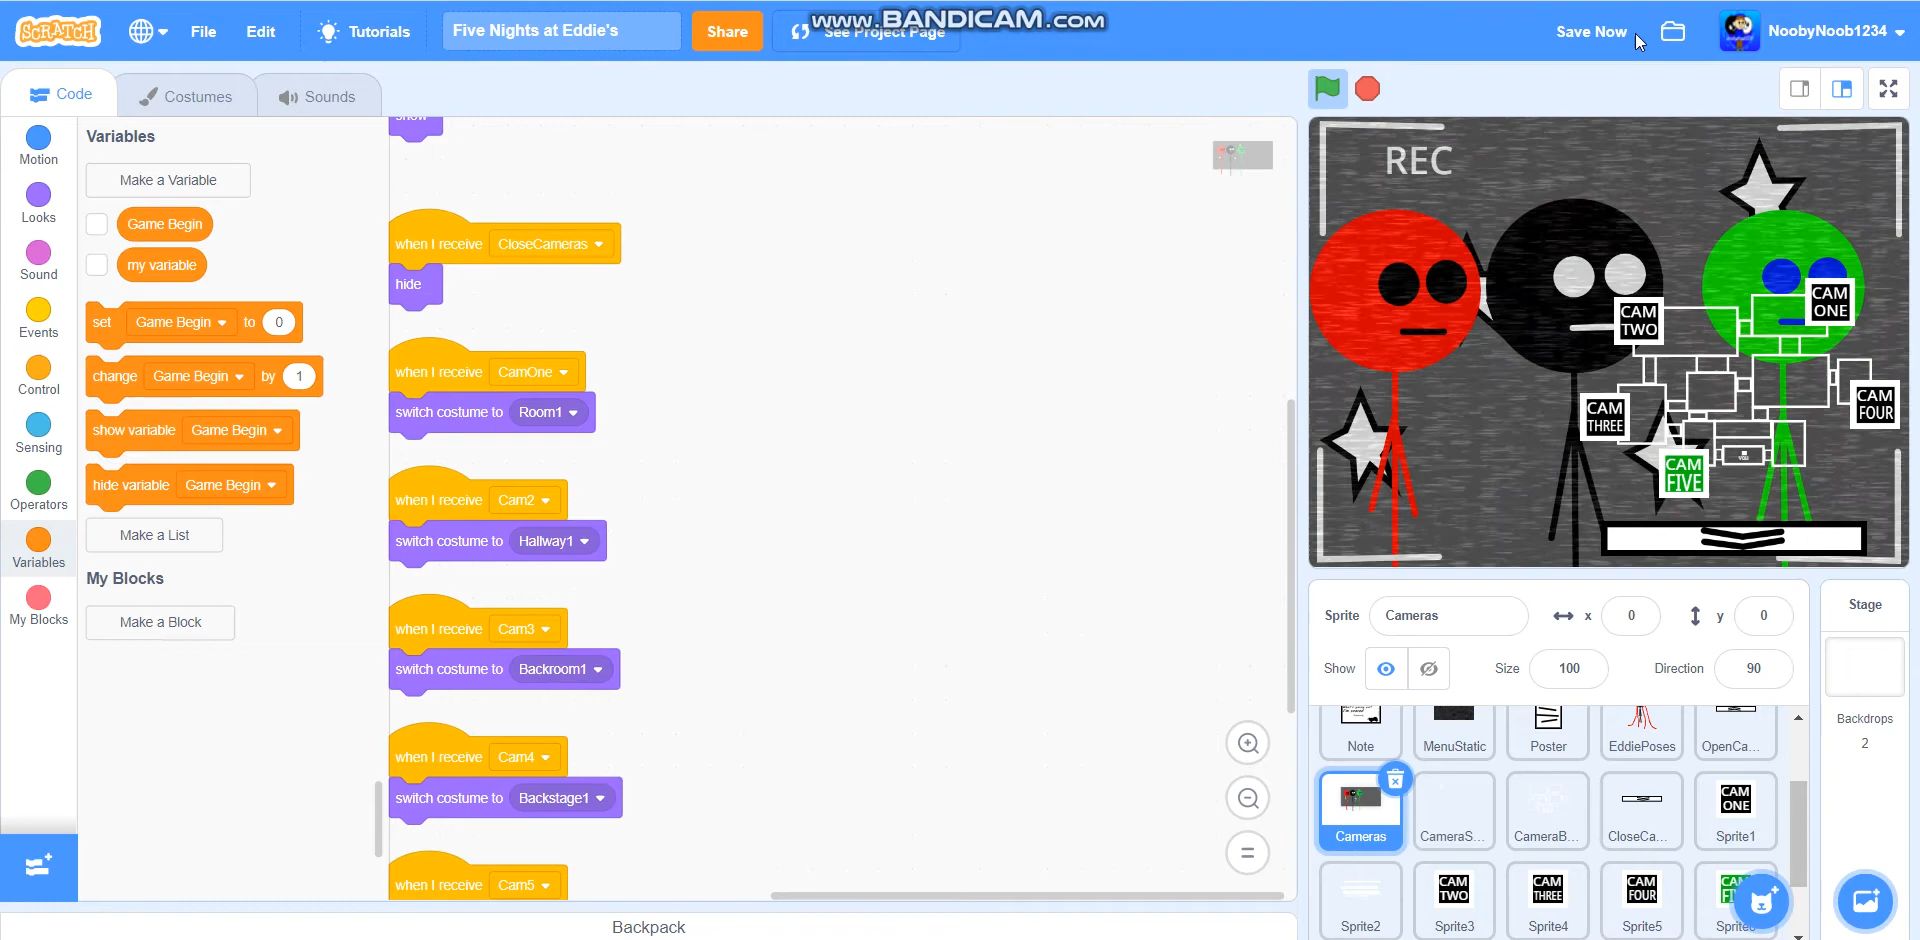 SCRATCH
File
Edit
Tutorials
Five Nights at Eddie's
Share
See Project Page
www.BANDICAM.com
Save Now
NoobyNoob1234
Code
Costumes
Sounds
Motion
Looks
Sound
Events
Control
Sensing
Operators
Variables
My Blocks
Variables
Make a Variable
Game Begin
my variable
set Game Begin to 0
change Game Begin by 1
show variable Game Begin
hide variable Game Begin
Make a List
My Blocks
Make a Block
show
when I receive CloseCameras
hide
when I receive CamOne
switch costume to Room1
when I receive Cam2
switch costume to Hallway1
when I receive Cam3
switch costume to Backroom1
when I receive Cam4
switch costume to Backstage1
when I receive Cam5
Backpack
REC
CAM ONE
CAM TWO
CAM THREE
CAM FOUR
CAM FIVE
YOU
Sprite Cameras x 0 y 0
Show Size 100 Direction 90
Note
MenuStatic
Poster
EddiePoses
OpenCa...
Cameras
CameraS...
CameraB...
CloseCa...
CAM ONE
Sprite1
Sprite2
CAM TWO
Sprite3
CAM THREE
Sprite4
CAM FOUR
Sprite5
Stage
Backdrops
2